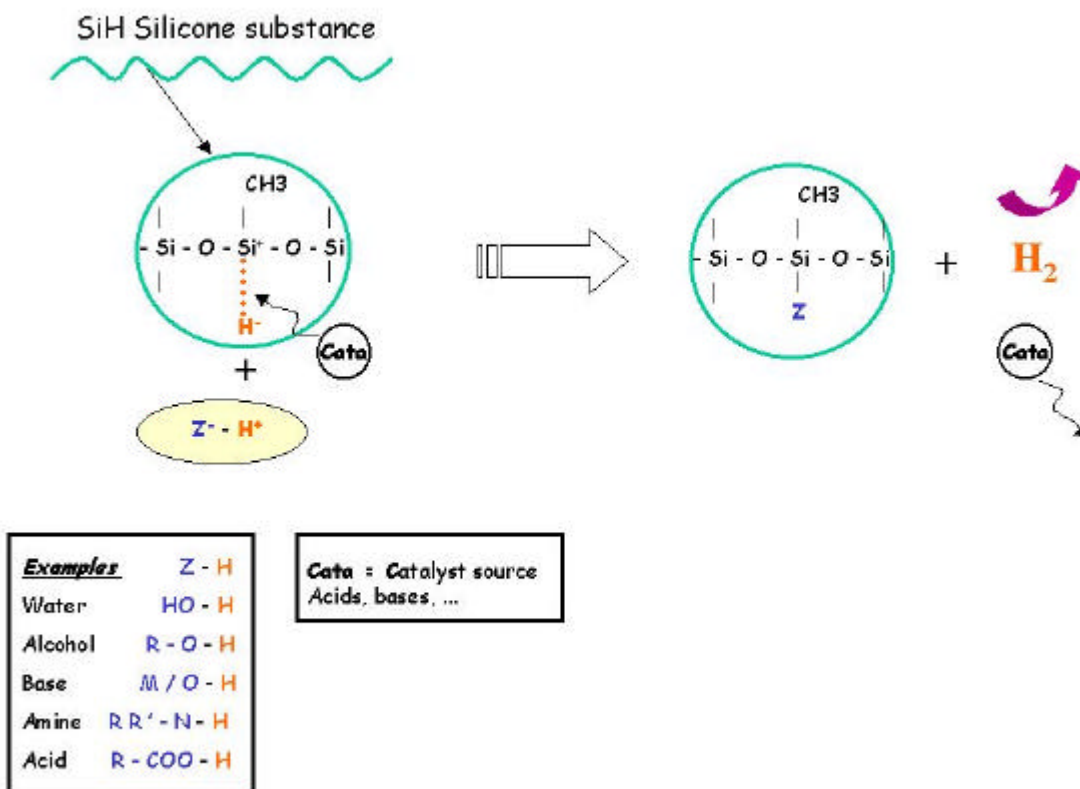 SiH Silicone substance
CH3
- Si - O - Si⁺ - O - Si
H⁻
Cata
+
Z⁻ - H⁺
CH3
- Si - O - Si - O - Si
Z
+
H₂
Cata
Examples Z - H
Water HO - H
Alcohol R - O - H
Base M / O - H
Amine R R' - N - H
Acid R - COO - H
Cata = Catalyst source
Acids, bases, ...